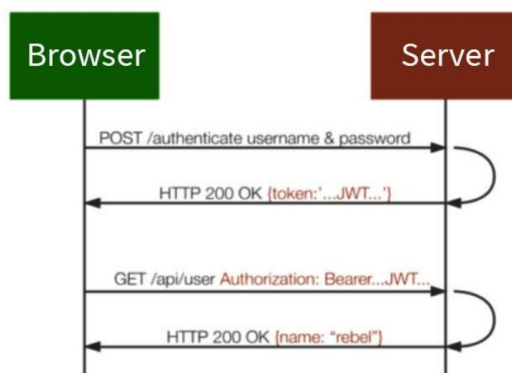 Browser
Server
POST /authenticate username & password
HTTP 200 OK {token:'...JWT...'}
GET /api/user Authorization: Bearer...JWT...
HTTP 200 OK {name: “rebel”}